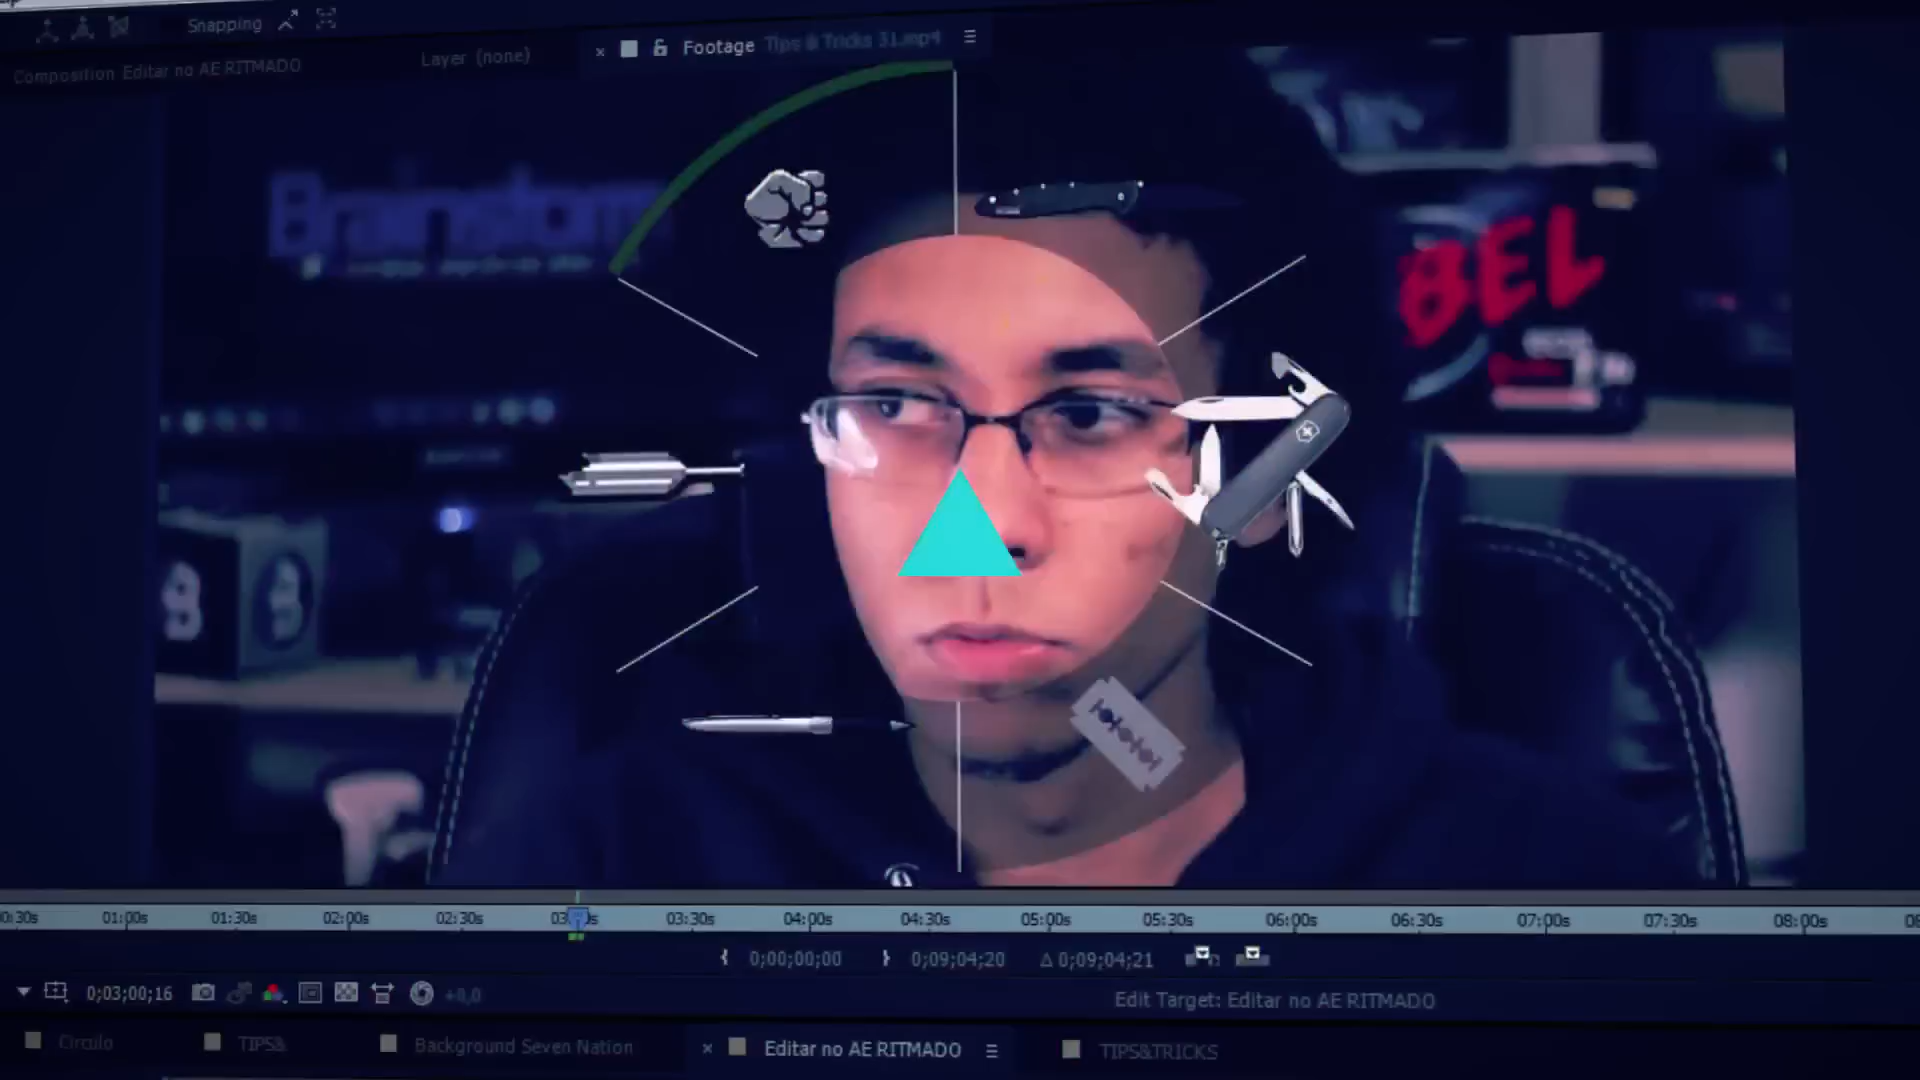 Snapping
Composition Editar no AE RITMADO
Layer (none)
× Footage Tips & Tricks 31.mp4
Brainstorm
BEL
0:30s 01:00s 01:30s 02:00s 02:30s 03:30s 04:00s 04:30s 05:00s 05:30s 06:00s 06:30s 07:00s 07:30s 08:00s
{ 0;00;00;00 } 0;09;04;20 Δ 0;09;04;21
0;03;00;16 +0,0
Edit Target: Editar no AE RITMADO
Circulo TIPS& Background Seven Nation × Editar no AE RITMADO TIPS&TRICKS